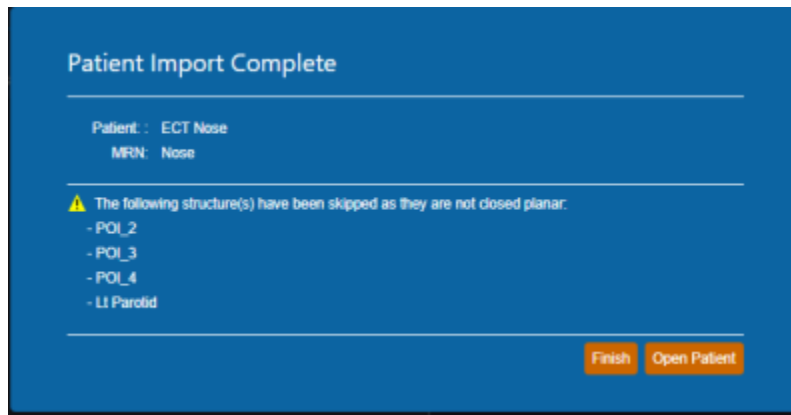 Patient Import Complete
Patient: : ECT Nose
MRN: Nose
The following structure(s) have been skipped as they are not closed planar:
- POI_2
- POI_3
- POI_4
- Lt Parotid
Finish Open Patient